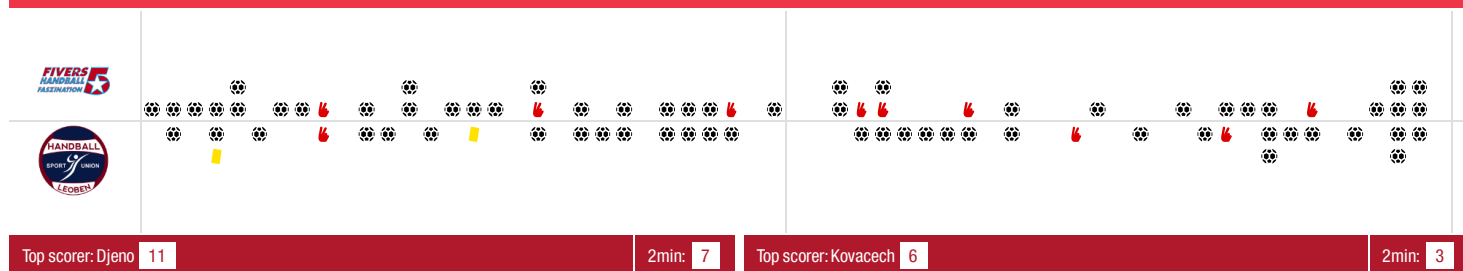 FIVERS
HANDBALL
FASZINATION
5
HANDBALL
SPORT UNION
LEOBEN
Top scorer: Djeno 11
2min: 7
Top scorer: Kovacech 6
2min: 3